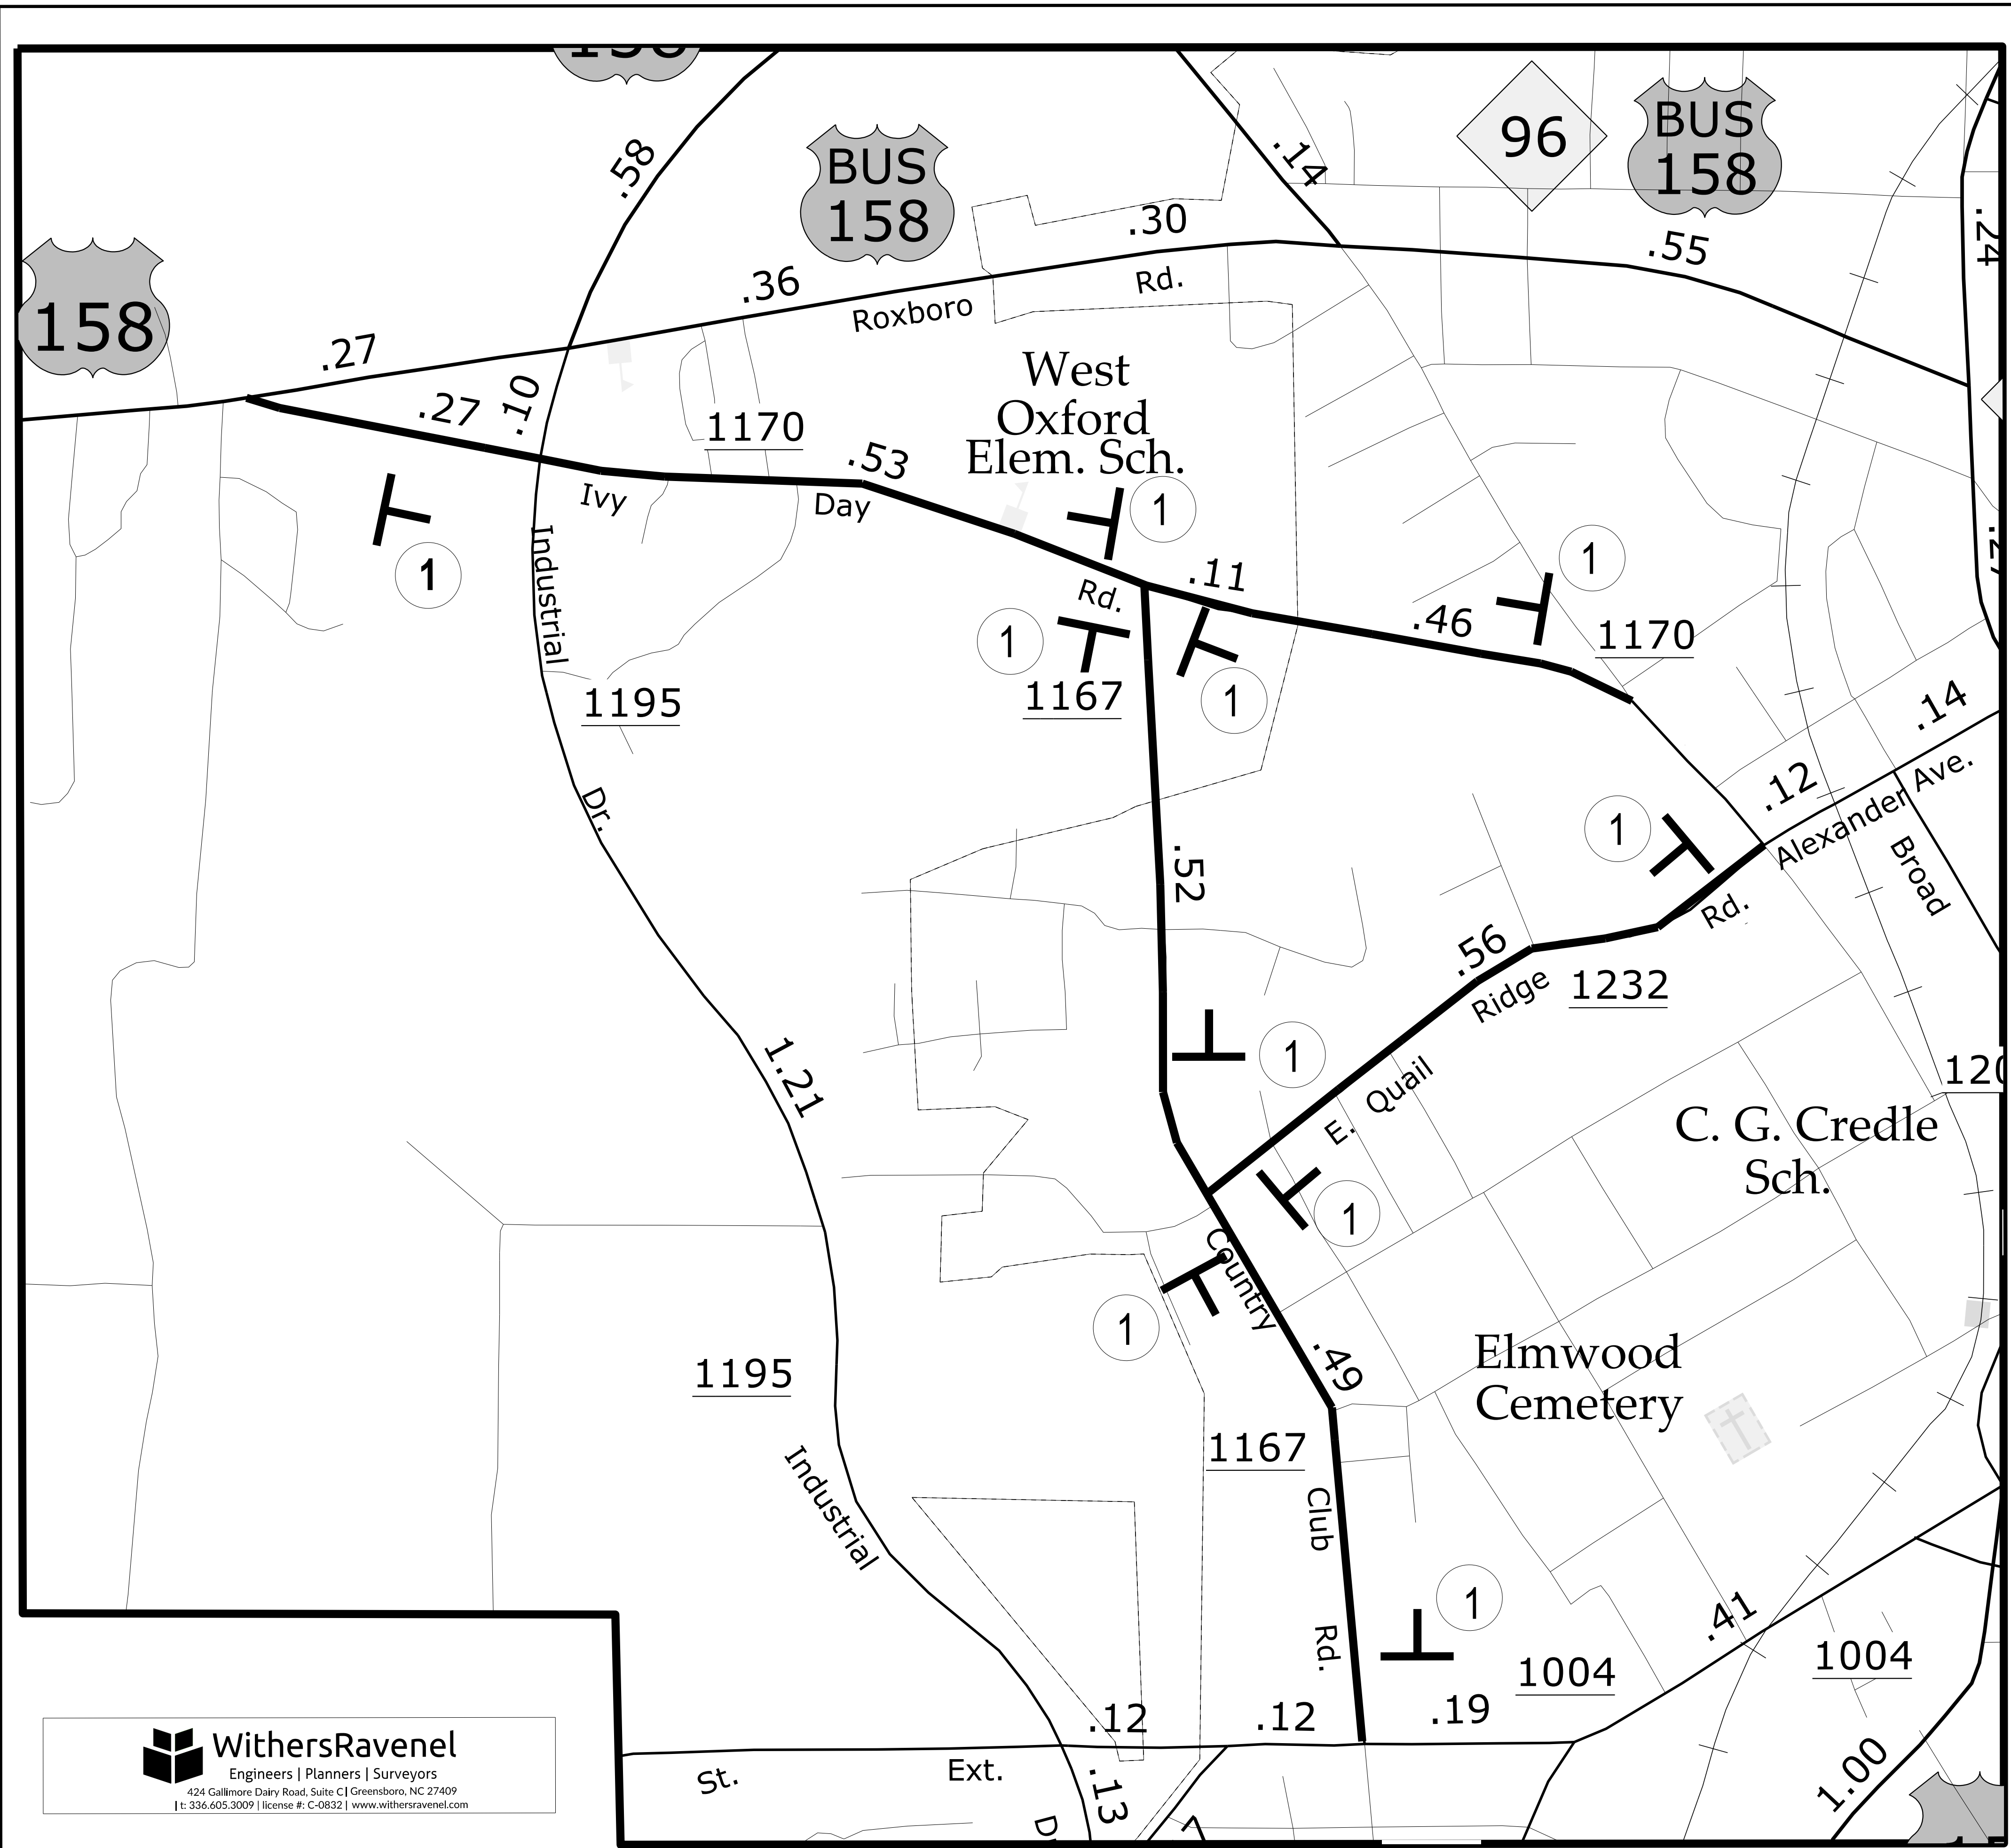 158
.58
BUS
158
.14
96
BUS
158
.24
.30
.55
158
.36
Roxboro
Rd.
.27
.27
.10
1170
.53
West
Oxford
Elem. Sch.
Ivy
Day
1
1
1
Industrial
Rd.
.11
1
.46
1170
1
1195
1167
1
.14
.12
Alexander Ave.
Dr.
1
.52
Broad
Rd.
.56
Ridge
1232
1
1.21
E. Quail
C. G. Credle
Sch.
1
Country
1
.49
Elmwood
Cemetery
1195
1167
Industrial
Club
1
Rd.
.41
1004
1004
.12
.12
.19
St.
Ext.
.13
1.00
WithersRavenel
Engineers | Planners | Surveyors
424 Gallimore Dairy Road, Suite C | Greensboro, NC 27409
| t: 336.605.3009 | license #: C-0832 | www.withersravenel.com